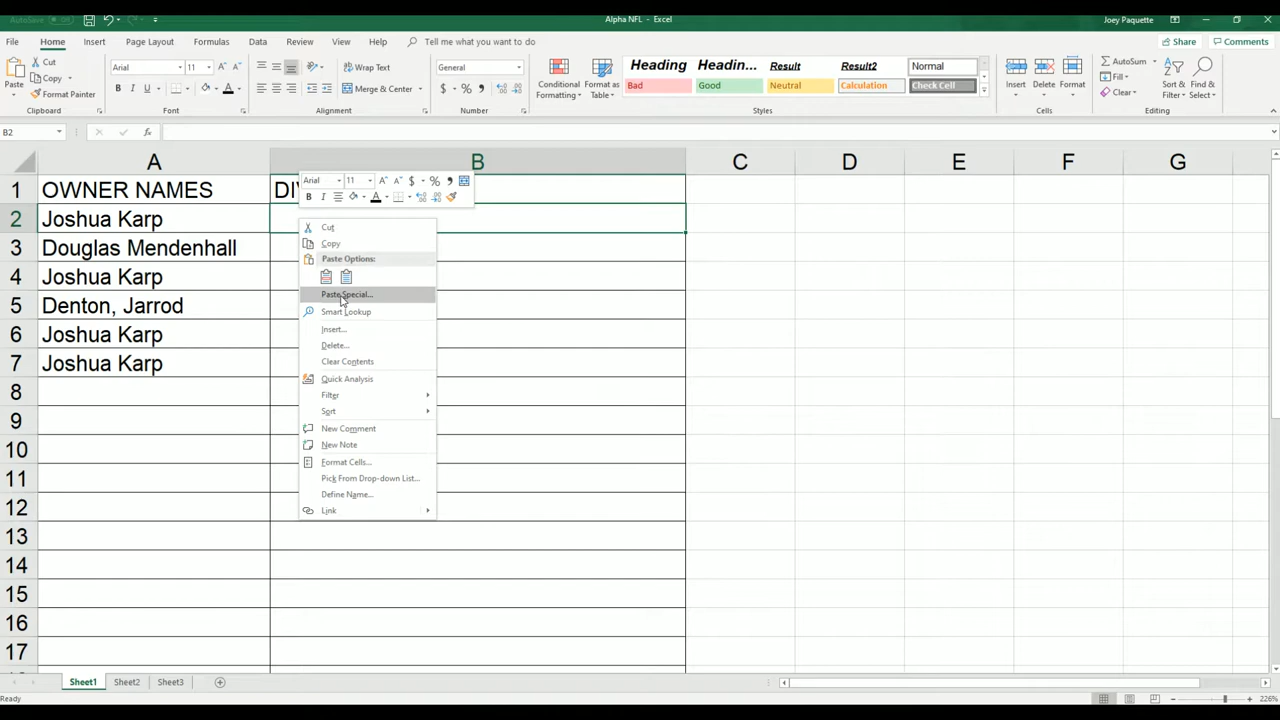 AutoSave Off
Alpha NFL - Excel
Joey Paquette
File Home Insert Page Layout Formulas Data Review View Help Tell me what you want to do
Share Comments
Paste
Cut
Copy
Format Painter
Clipboard
Arial 11
B I U
Font
Wrap Text
Merge & Center
Alignment
General
$ % ,
Number
Conditional Formatting
Format as Table
Heading Headin... Result Result2 Normal
Bad Good Neutral Calculation Check Cell
Styles
Insert Delete Format
Cells
AutoSum
Fill
Clear
Sort & Filter
Find & Select
Editing
B2
fx
A B C D E F G
1 OWNER NAMES DI
2 Joshua Karp
3 Douglas Mendenhall
4 Joshua Karp
5 Denton, Jarrod
6 Joshua Karp
7 Joshua Karp
8
9
10
11
12
13
14
15
16
17
Arial 11 A A $ % ,
B I A
Cut
Copy
Paste Options:
Paste Special...
Smart Lookup
Insert...
Delete...
Clear Contents
Quick Analysis
Filter
Sort
New Comment
New Note
Format Cells...
Pick From Drop-down List...
Define Name...
Link
Sheet1 Sheet2 Sheet3
Ready
226%